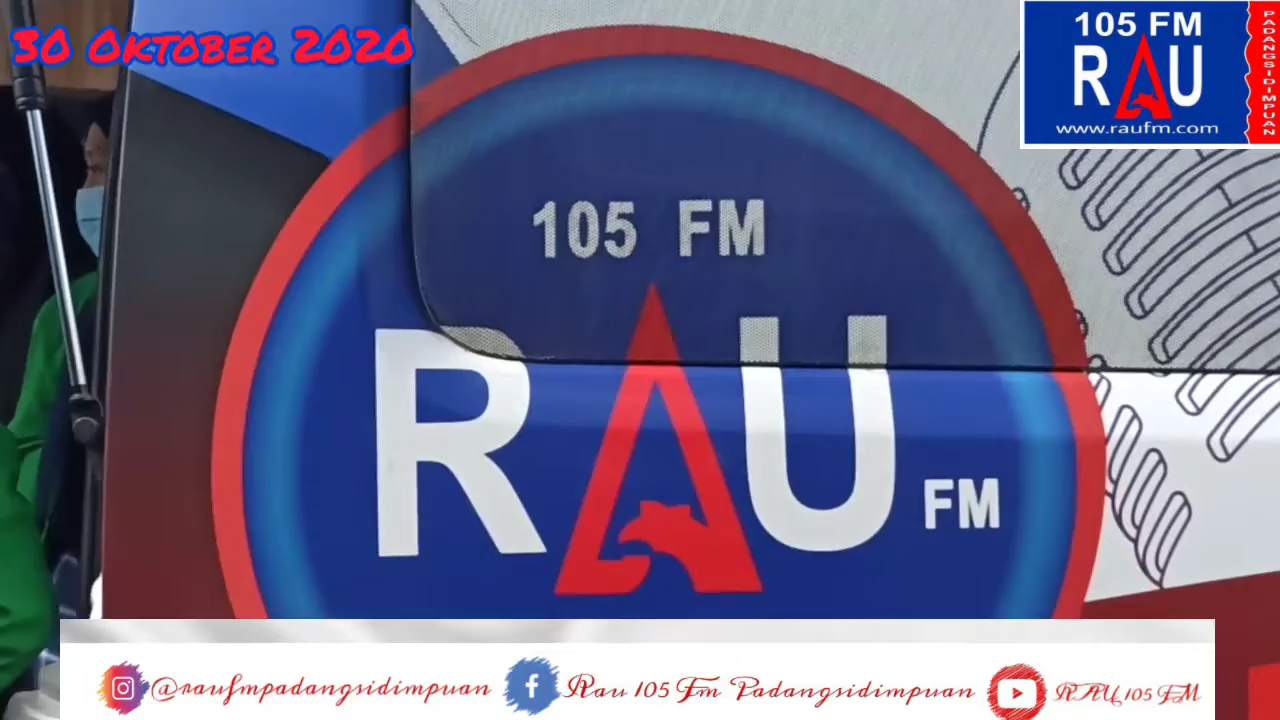 30 Oktober 2020
105 FM
RAU
www.raufm.com
PADANGSIDIMPUAN
105 FM
RAU
FM
@raufmpadangsidimpuan
Rau 105 Fm Padangsidimpuan
RAU 105 FM